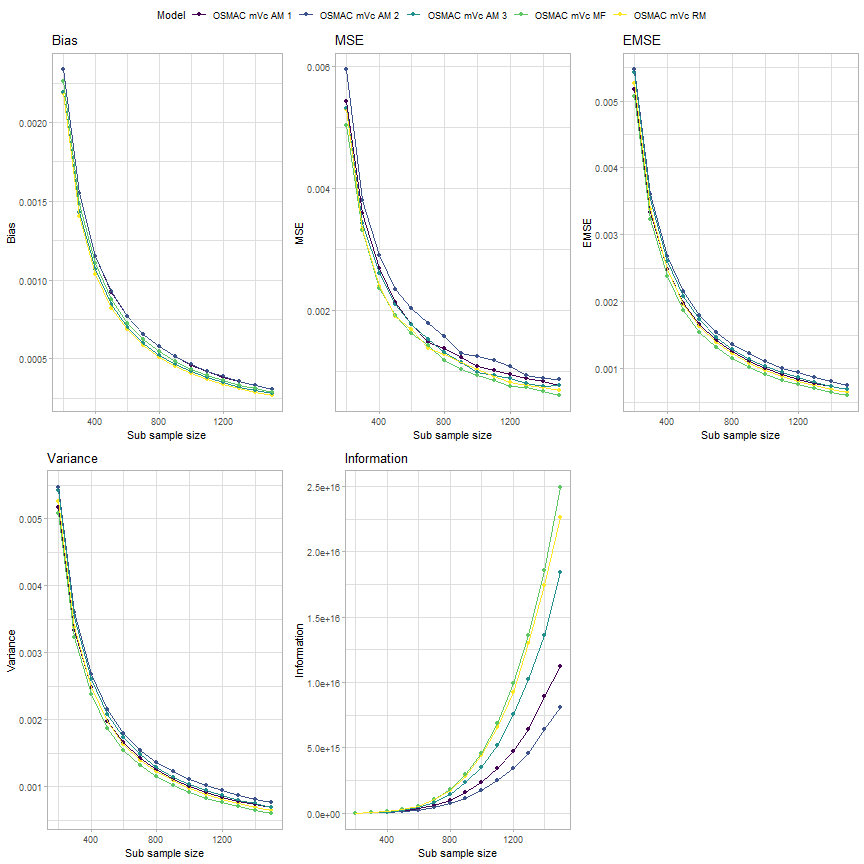 Model OSMAC mVc AM 1 OSMAC mVc AM 2 OSMAC mVc AM 3 OSMAC mVc MF OSMAC mVc RM
Bias
0.0020
0.0015
0.0010
0.0005
Bias
400 800 1200
Sub sample size
MSE
0.006
0.004
0.002
MSE
400 800 1200
Sub sample size
EMSE
0.005
0.004
0.003
0.002
0.001
EMSE
400 800 1200
Sub sample size
Variance
0.005
0.004
0.003
0.002
0.001
Variance
400 800 1200
Sub sample size
Information
2.5e+16
2.0e+16
1.5e+16
1.0e+16
5.0e+15
0.0e+00
Information
400 800 1200
Sub sample size